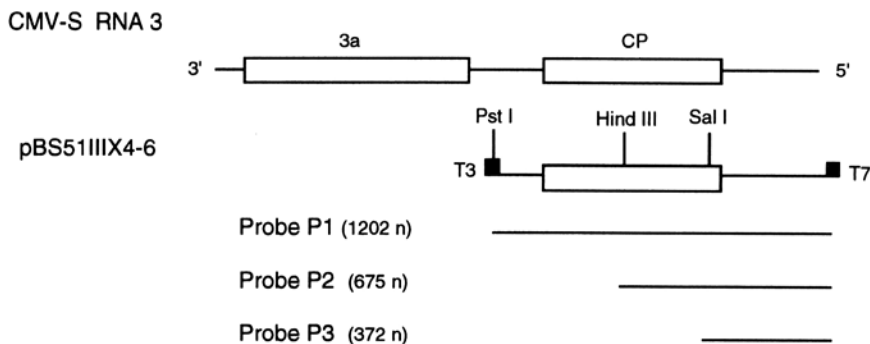 CMV-S RNA 3
3a
CP
3'
5'
Pst I
Hind III
Sal I
pBS51IIIX4-6
T3
T7
Probe P1 (1202 n)
Probe P2 (675 n)
Probe P3 (372 n)